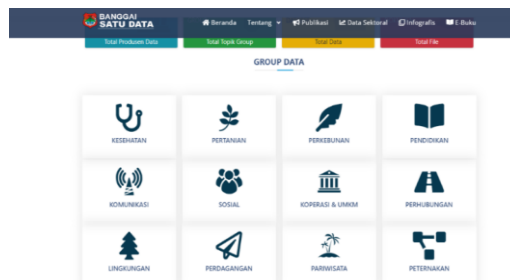 BANGGAI
SATU DATA
Beranda Tentang Publikasi Data Sektoral Infografis E-Buku
Total Produsen Data Total Topik Group Total Data Total File
GROUP DATA
KESEHATAN PERTANIAN PERKEBUNAN PENDIDIKAN
KOMUNIKASI SOSIAL KOPERASI & UMKM PERHUBUNGAN
LINGKUNGAN PERDAGANGAN PARIWISATA PETERNAKAN